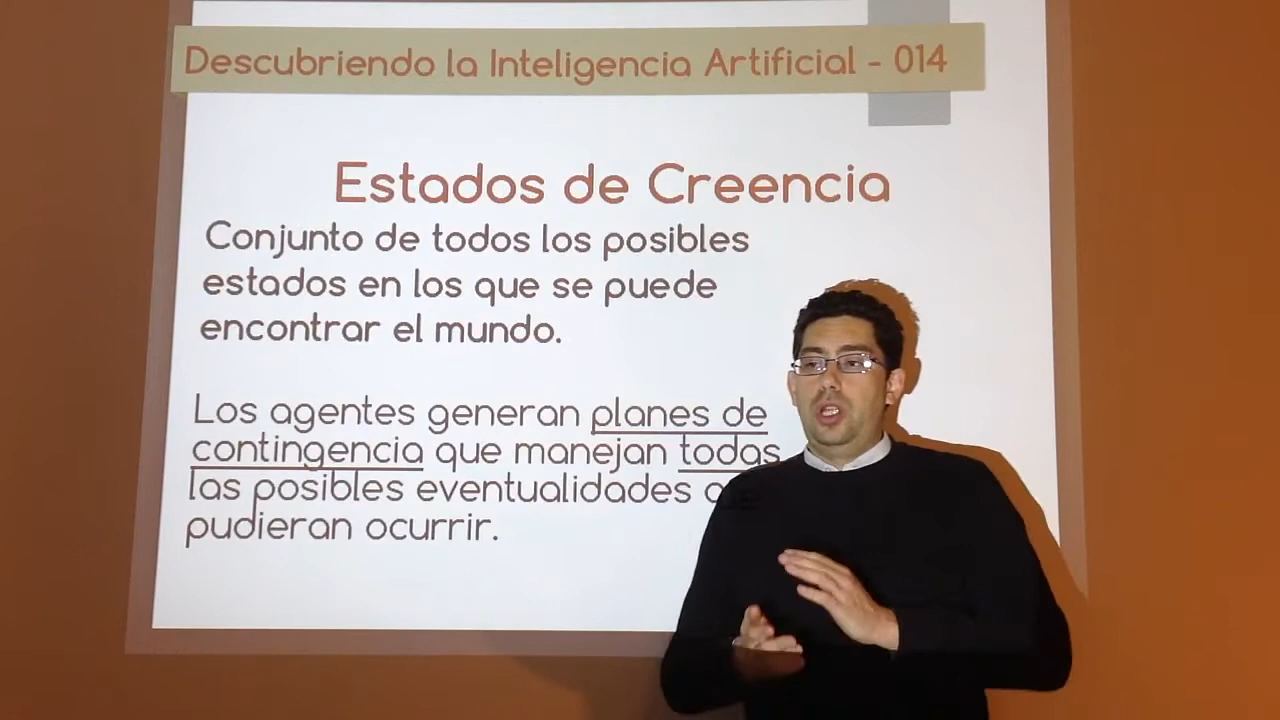 Descubriendo la Inteligencia Artificial - 014
Estados de Creencia
Conjunto de todos los posibles
estados en los que se puede
encontrar el mundo.
Los agentes generan planes de
contingencia que manejan todas
las posibles eventualidades
pudieran ocurrir.